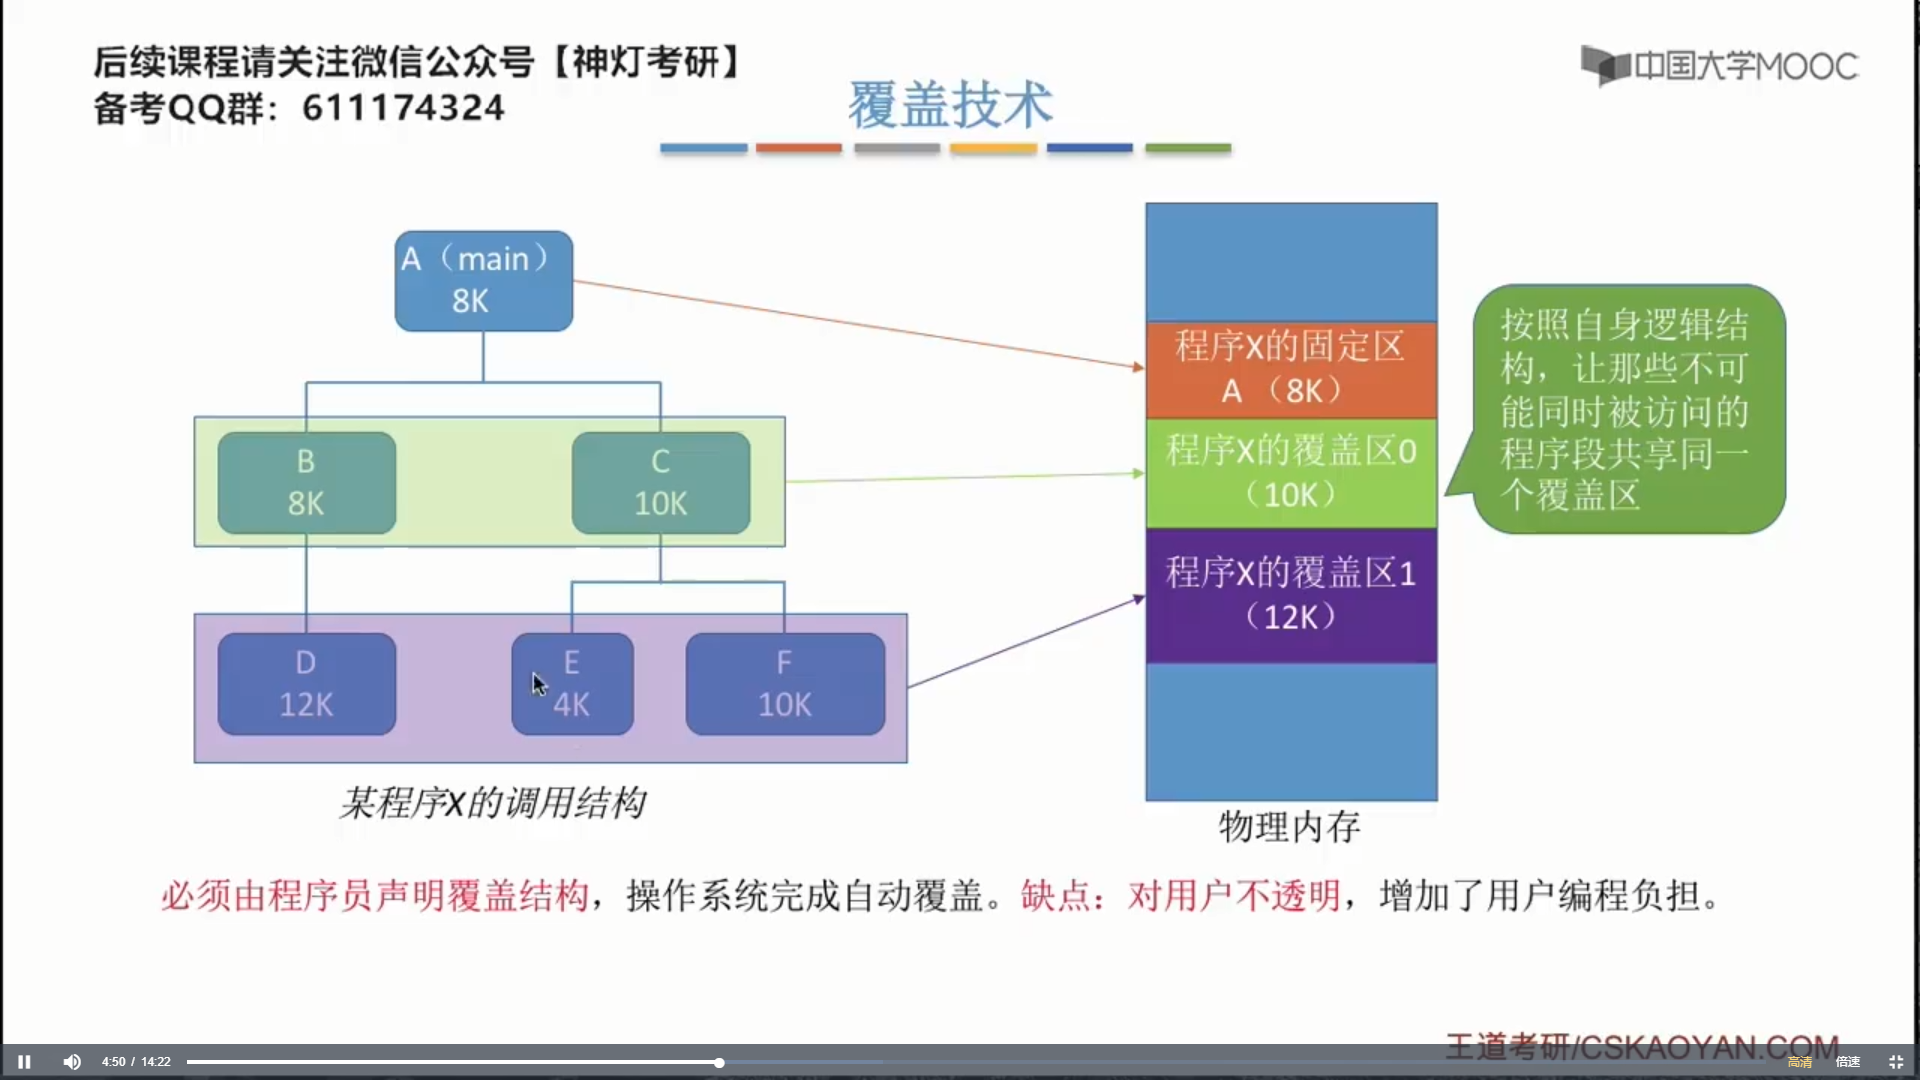 后续课程请关注微信公众号【神灯考研】
备考QQ群：611174324
中国大学MOOC
覆盖技术
A（main）
8K
B
8K
C
10K
D
12K
E
4K
F
10K
某程序X的调用结构
程序X的固定区
A （8K）
程序X的覆盖区0
（10K）
程序X的覆盖区1
（12K）
物理内存
按照自身逻辑结
构，让那些不可
能同时被访问的
程序段共享同一
个覆盖区
必须由程序员声明覆盖结构，操作系统完成自动覆盖。缺点：对用户不透明，增加了用户编程负担。
王道考研/CSKAOYAN.COM
4:50 / 14:22
高清
倍速